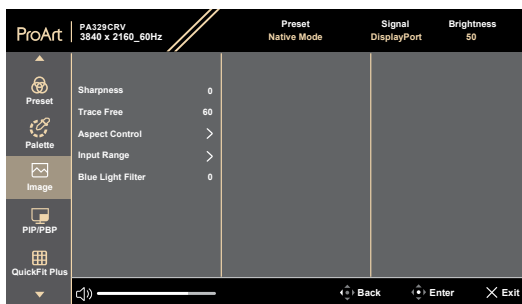 ProArt
PA329CRV
3840 x 2160_60Hz
Preset
Native Mode
Signal
DisplayPort
Brightness
50
Preset
Palette
Image
PIP/PBP
QuickFit Plus
Sharpness 0
Trace Free 60
Aspect Control
Input Range
Blue Light Filter 0
Back Enter Exit